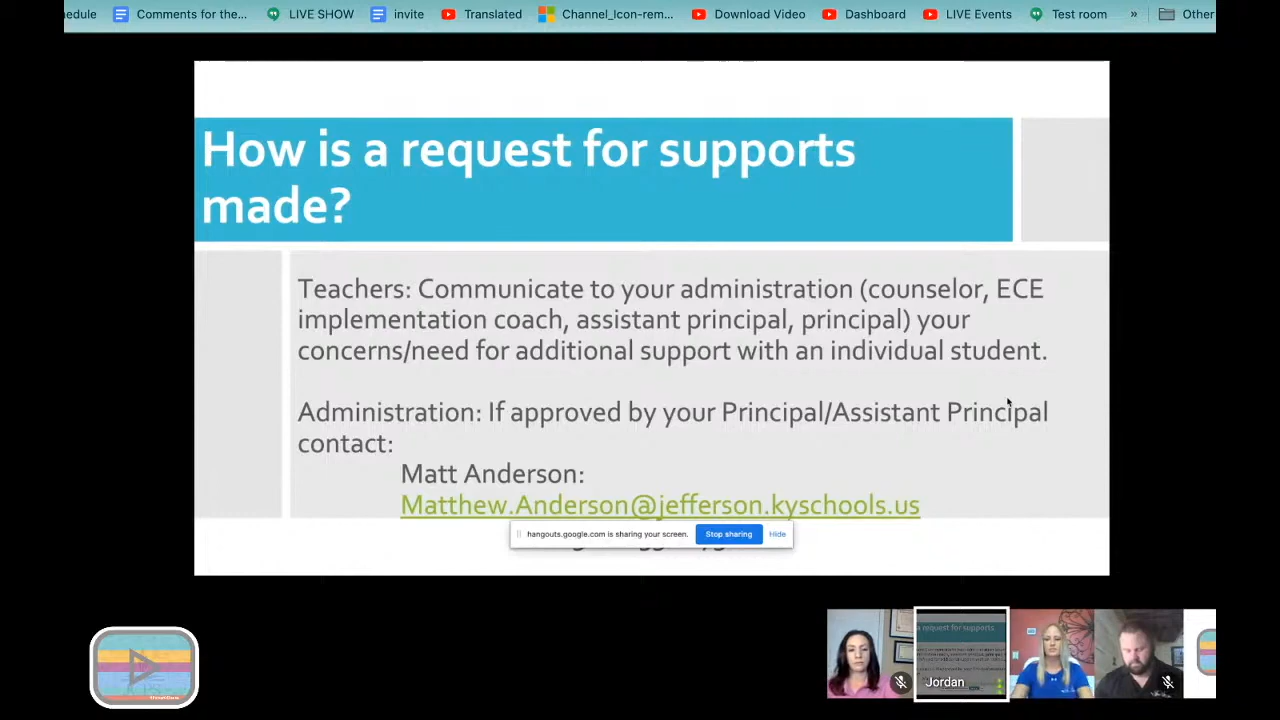 edule Comments for the... LIVE SHOW invite Translated Channel_Icon-rem... Download Video Dashboard LIVE Events Test room » Other
How is a request for supports
made?
Teachers: Communicate to your administration (counselor, ECE
implementation coach, assistant principal, principal) your
concerns/need for additional support with an individual student.
Administration: If approved by your Principal/Assistant Principal
contact:
Matt Anderson:
Matthew.Anderson@jefferson.kyschools.us
hangouts.google.com is sharing your screen. Stop sharing Hide
a request for supports
Jordan